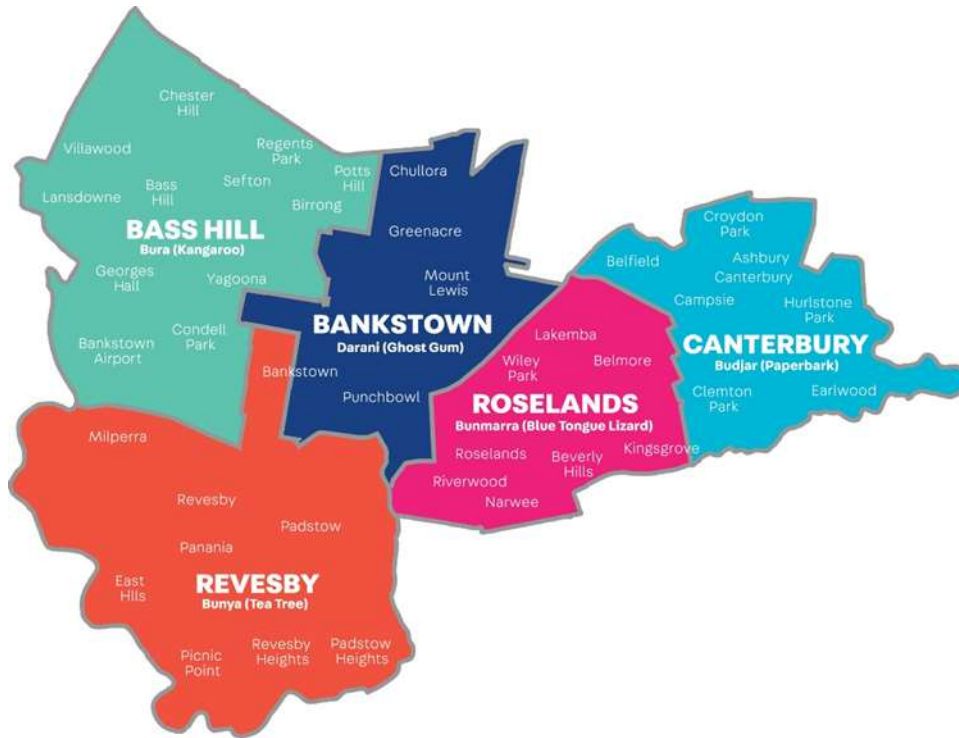 Chester
Hill
Villawood
Regents
Park
Potts
Hill
Sefton
Bass
Hill
Lansdowne
Birrong
BASS HILL
Bura (Kangaroo)
Georges
Hall
Yagoona
Condell
Park
Bankstown
Airport
Chullora
Greenacre
Mount
Lewis
BANKSTOWN
Darani (Ghost Gum)
Bankstown
Punchbowl
Croydon
Park
Belfield
Ashbury
Canterbury
Campsie
Hurlstone
Park
CANTERBURY
Budjar (Paperbark)
Clemton
Park
Earlwood
Lakemba
Wiley
Park
Belmore
ROSELANDS
Bunmarra (Blue Tongue Lizard)
Roselands
Beverly
Hills
Kingsgrove
Riverwood
Narwee
Milperra
Revesby
Padstow
Panania
East
HIlls
REVESBY
Bunya (Tea Tree)
Picnic
Point
Revesby
Heights
Padstow
Heights